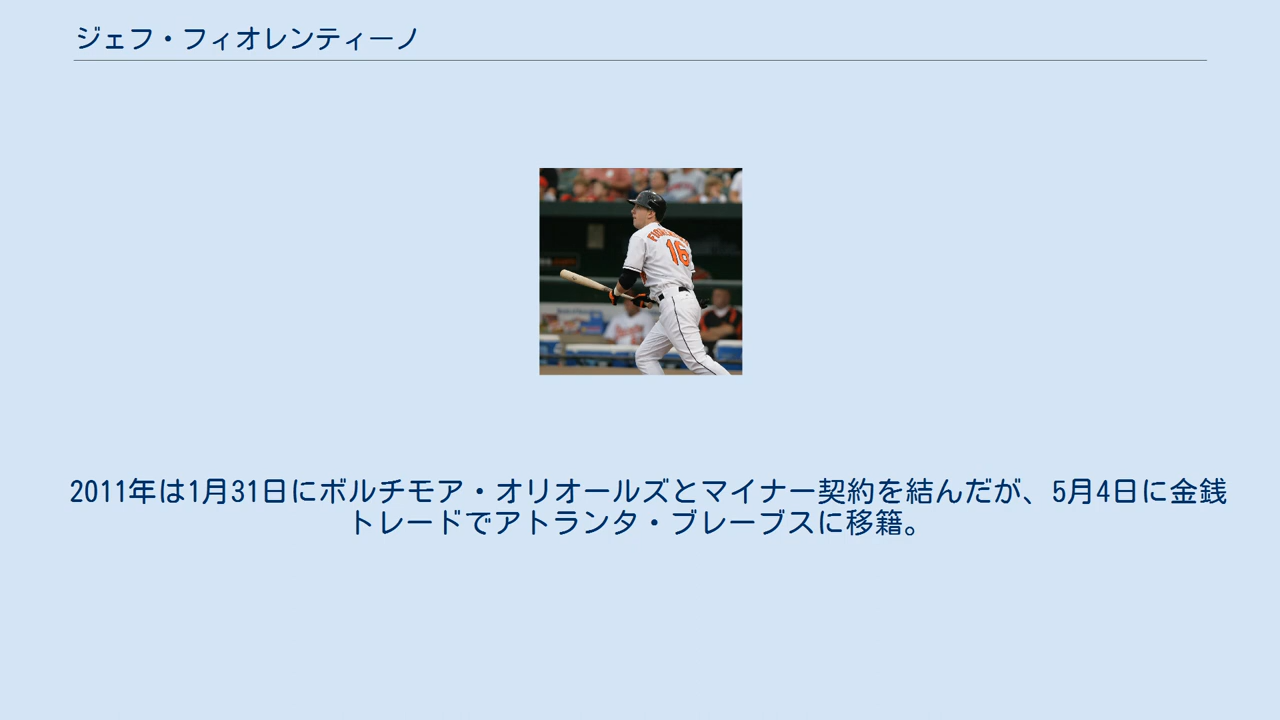 ジェフ・フィオレンティーノ
16
2011年は1月31日にボルチモア・オリオールズとマイナー契約を結んだが、5月4日に金銭
トレードでアトランタ・ブレーブスに移籍。